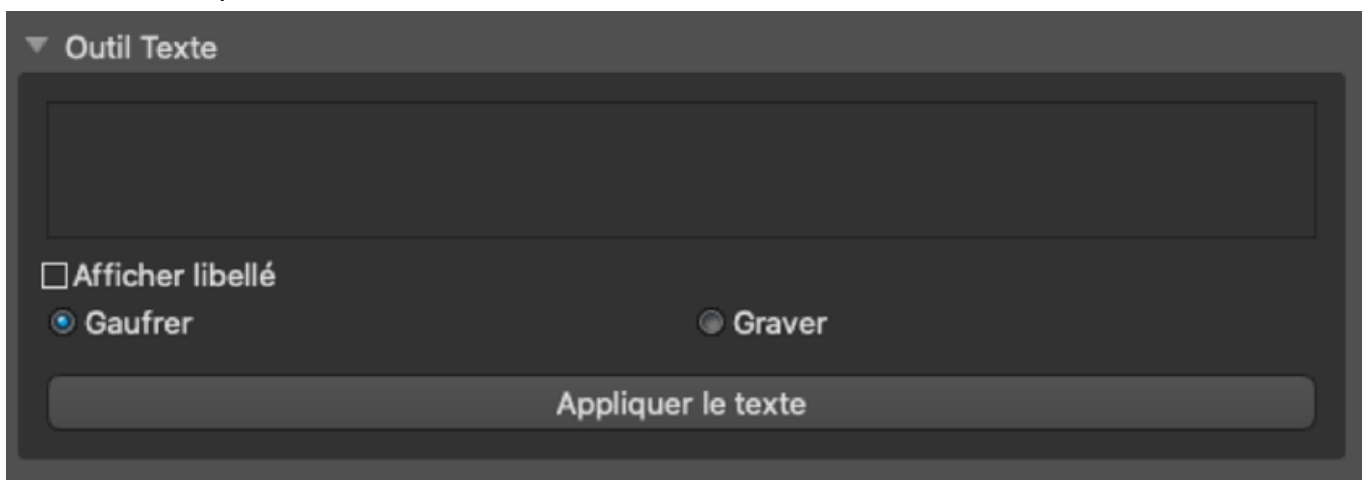 Outil Texte
Afficher libellé
Gaufrer Graver
Appliquer le texte